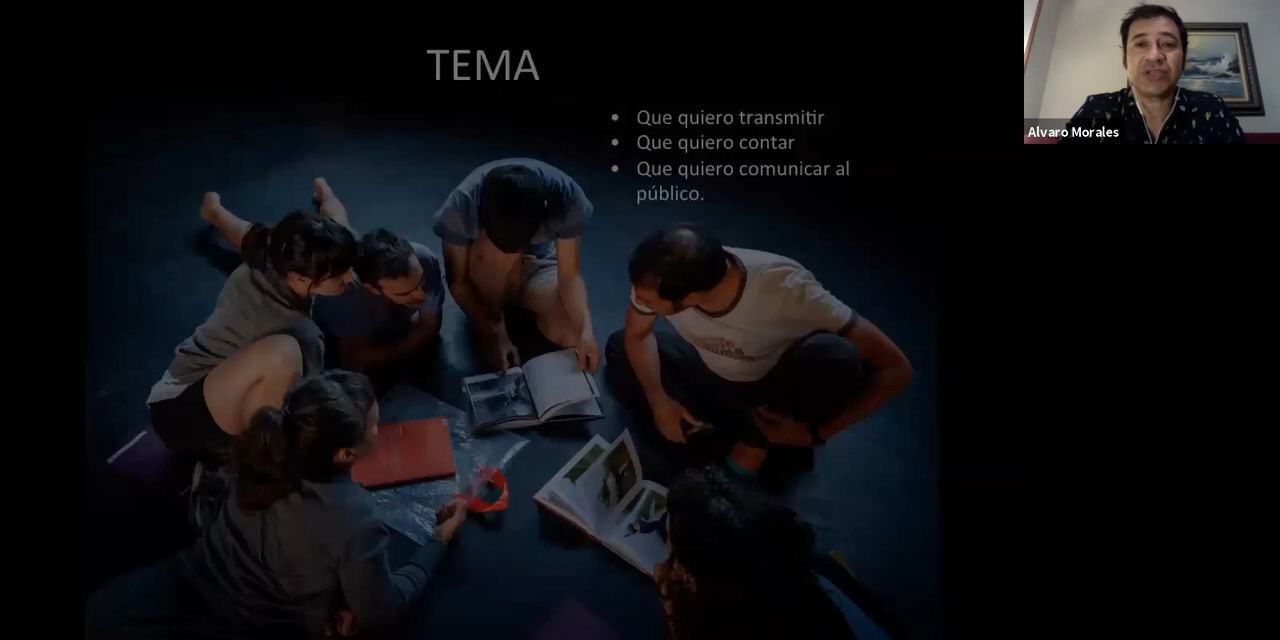 TEMA
• Que quiero transmitir
• Que quiero contar
• Que quiero comunicar al
público.
Alvaro Morales